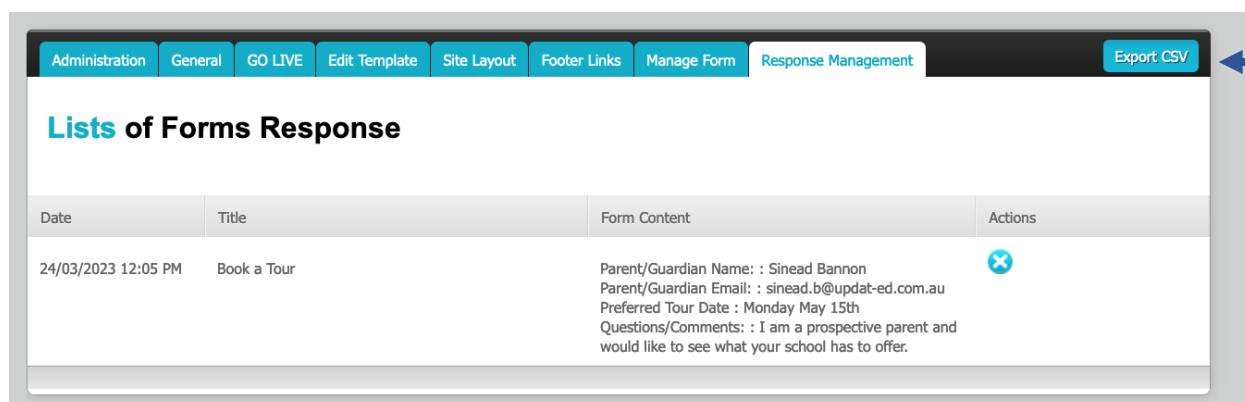 Administration General GO LIVE Edit Template Site Layout Footer Links Manage Form Response Management Export CSV
Lists of Forms Response
Date Title Form Content Actions
24/03/2023 12:05 PM Book a Tour Parent/Guardian Name: : Sinead Bannon
Parent/Guardian Email: : sinead.b@updat-ed.com.au
Preferred Tour Date : Monday May 15th
Questions/Comments: : I am a prospective parent and
would like to see what your school has to offer.